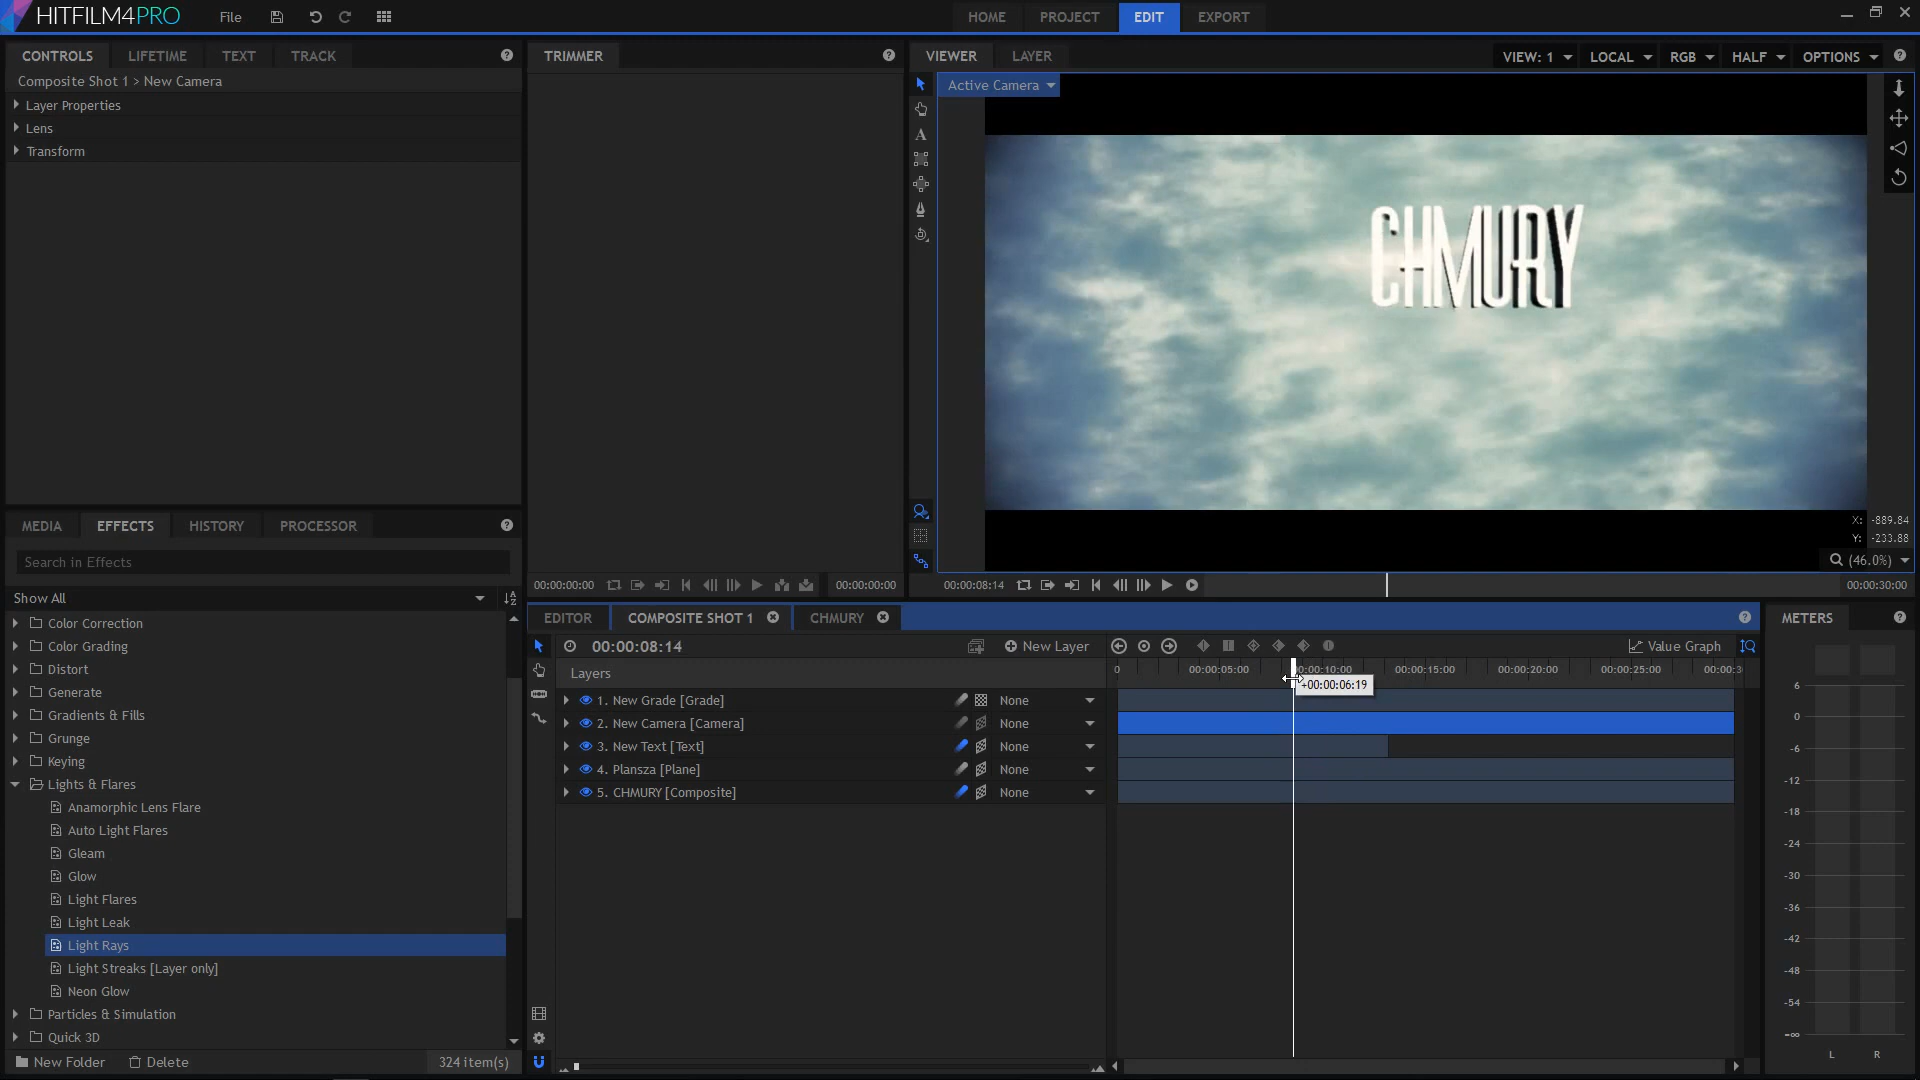 HITFILM4PRO
File
HOME
PROJECT
EDIT
EXPORT
CONTROLS
LIFETIME
TEXT
TRACK
TRIMMER
VIEWER
LAYER
VIEW: 1
LOCAL
RGB
HALF
OPTIONS
Composite Shot 1 > New Camera
Layer Properties
Lens
Transform
Active Camera
CHMURY
X: -889.84
Y: -233.88
(46.0%)
MEDIA
EFFECTS
HISTORY
PROCESSOR
Search in Effects
Show All
Color Correction
Color Grading
Distort
Generate
Gradients & Fills
Grunge
Keying
Lights & Flares
Anamorphic Lens Flare
Auto Light Flares
Gleam
Glow
Light Flares
Light Leak
Light Rays
Light Streaks [Layer only]
Neon Glow
Particles & Simulation
Quick 3D
New Folder
Delete
324 item(s)
00:00:00:00
00:00:00:00
00:00:08:14
00:00:30:00
EDITOR
COMPOSITE SHOT 1
CHMURY
00:00:08:14
New Layer
Value Graph
Layers
0
00:00:05:00
00:00:10:00
00:00:15:00
00:00:20:00
00:00:25:00
00:00:3
+00:00:06:19
1. New Grade [Grade]
None
2. New Camera [Camera]
None
3. New Text [Text]
None
4. Plansza [Plane]
None
5. CHMURY [Composite]
None
METERS
6
0
-6
-12
-18
-24
-30
-36
-42
-48
-54
-∞
L
R